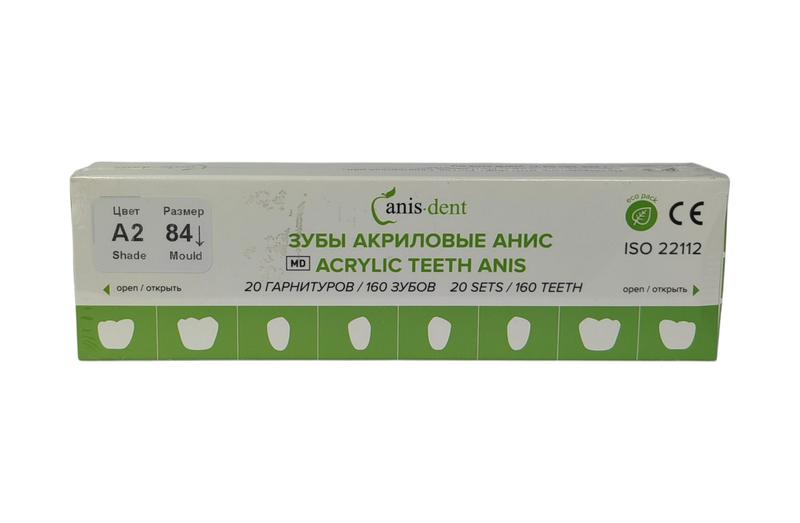 anis·dent
Цвет Размер
A2 84↓
Shade Mould
ЗУБЫ АКРИЛОВЫЕ АНИС
MD ACRYLIC TEETH ANIS
20 ГАРНИТУРОВ / 160 ЗУБОВ 20 SETS / 160 TEETH
eco pack
CE
ISO 22112
open / открыть
open / открыть